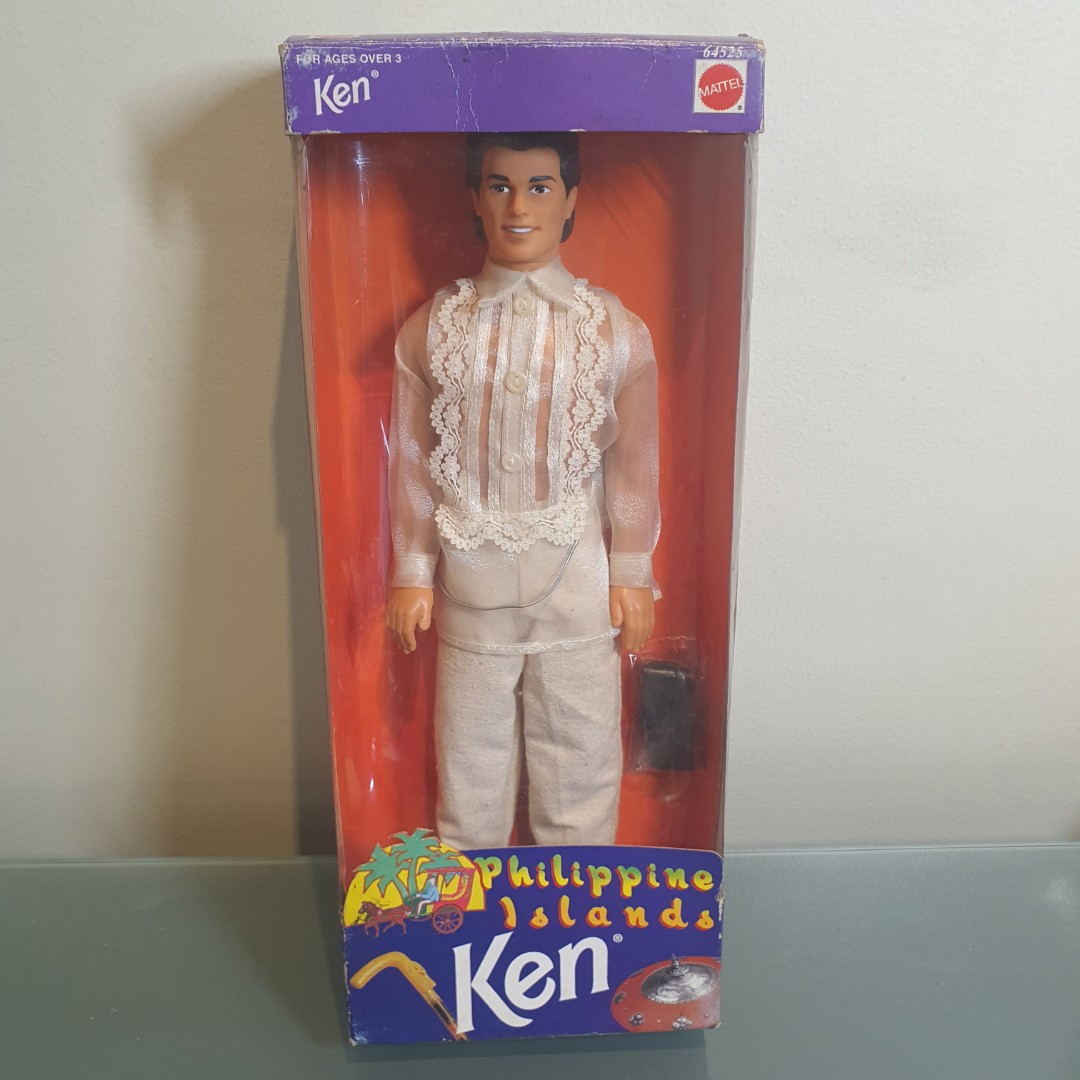 FOR AGES OVER 3
Ken®
64525
MATTEL®
Philippine
Islands
Ken®